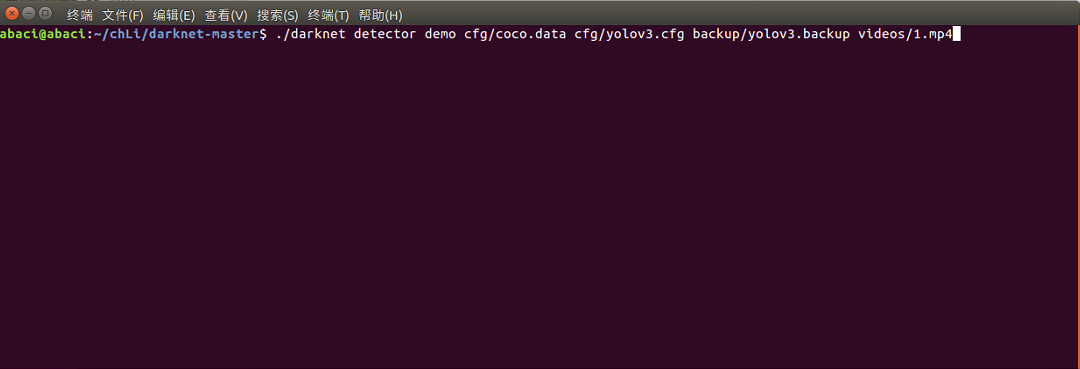 终端 文件(F) 编辑(E) 查看(V) 搜索(S) 终端(T) 帮助(H)
abaci@abaci:~/chLi/darknet-master$ ./darknet detector demo cfg/coco.data cfg/yolov3.cfg backup/yolov3.backup videos/1.mp4